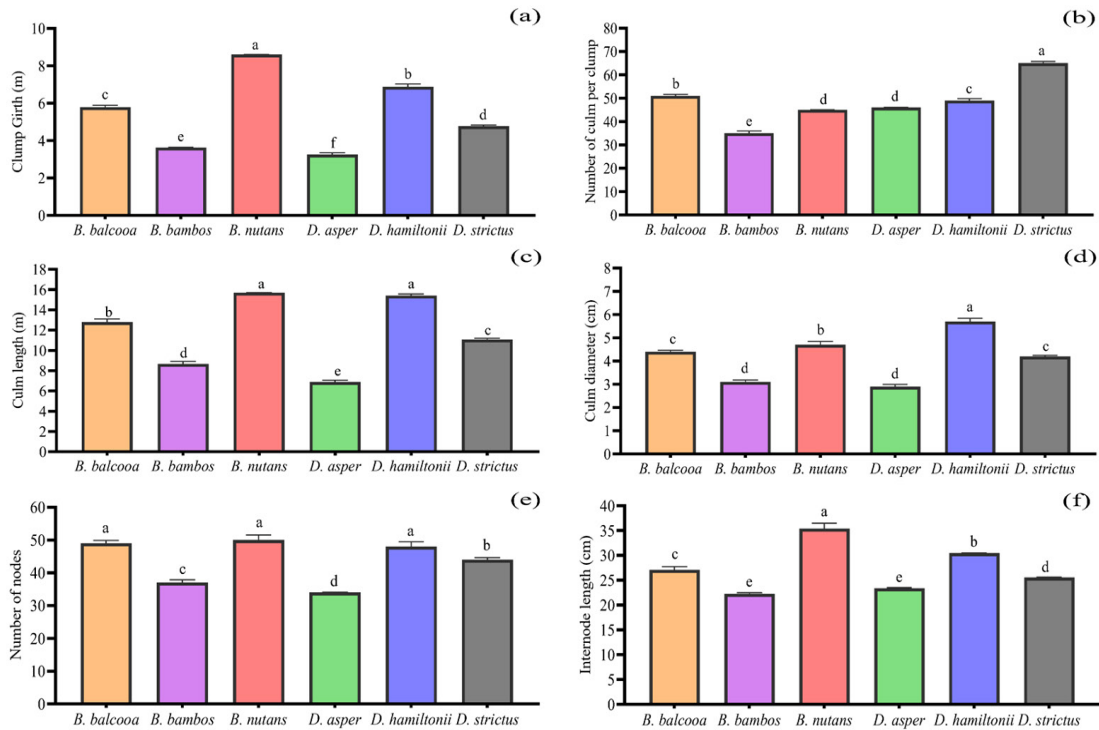 (a)
Clump Girth (m)
10
8
6
4
2
0
c
e
a
f
b
d
B. balcooa B. bambos B. nutans D. asper D. hamiltonii D. strictus
(b)
Number of culm per clump
80
70
60
50
40
30
20
10
0
b
e
d
d
c
a
B. balcooa B. bambos B. nutans D. asper D. hamiltonii D. strictus
(c)
Culm length (m)
18
16
14
12
10
8
6
4
2
0
b
d
a
e
a
c
B. balcooa B. bambos B. nutans D. asper D. hamiltonii D. strictus
(d)
Culm diameter (cm)
8
7
6
5
4
3
2
1
0
c
d
b
d
a
c
B. balcooa B. bambos B. nutans D. asper D. hamiltonii D. strictus
(e)
Number of nodes
60
50
40
30
20
10
0
a
c
a
d
a
b
B. balcooa B. bambos B. nutans D. asper D. hamiltonii D. strictus
(f)
Internode length (cm)
40
35
30
25
20
15
10
5
0
c
e
a
e
b
d
B. balcooa B. bambos B. nutans D. asper D. hamiltonii D. strictus